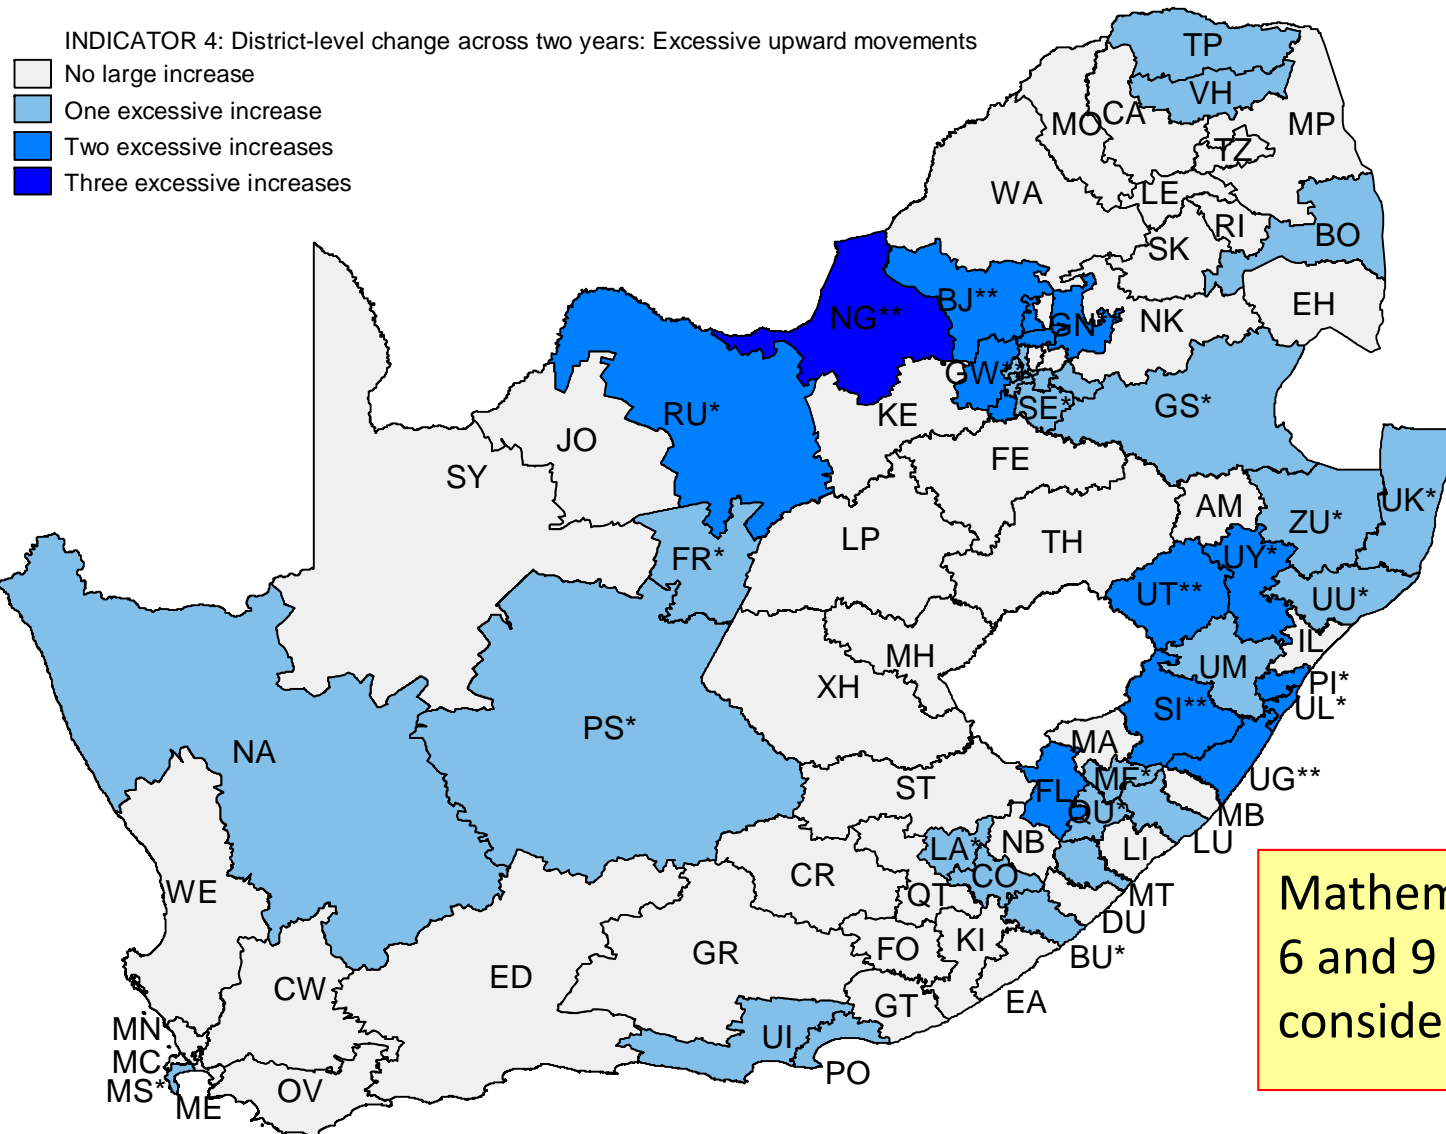 INDICATOR 4: District-level change across two years: Excessive upward movements
No large increase
One excessive increase
Two excessive increases
Three excessive increases
TP
VH
MO
CA
MP
TZ
WA
LE
RI
SK
BO
BJ**
EH
NG**
GN**
NK
GW**
SE*
GS*
RU*
KE
JO
FE
SY
AM
UK*
ZU*
LP
TH
FR*
UY*
UT**
UU*
IL
MH
UM
XH
PI*
SI**
UL*
PS*
NA
MA
UG**
MF*
ST
FL
QU*
MB
LU
NB
LI
LA*
CO
CR
WE
QT
MT
DU
KI
FO
GR
BU*
ED
CW
GT
EA
MN
UI
MC
PO
MS*
OV
ME
Mathem
6 and 9
conside